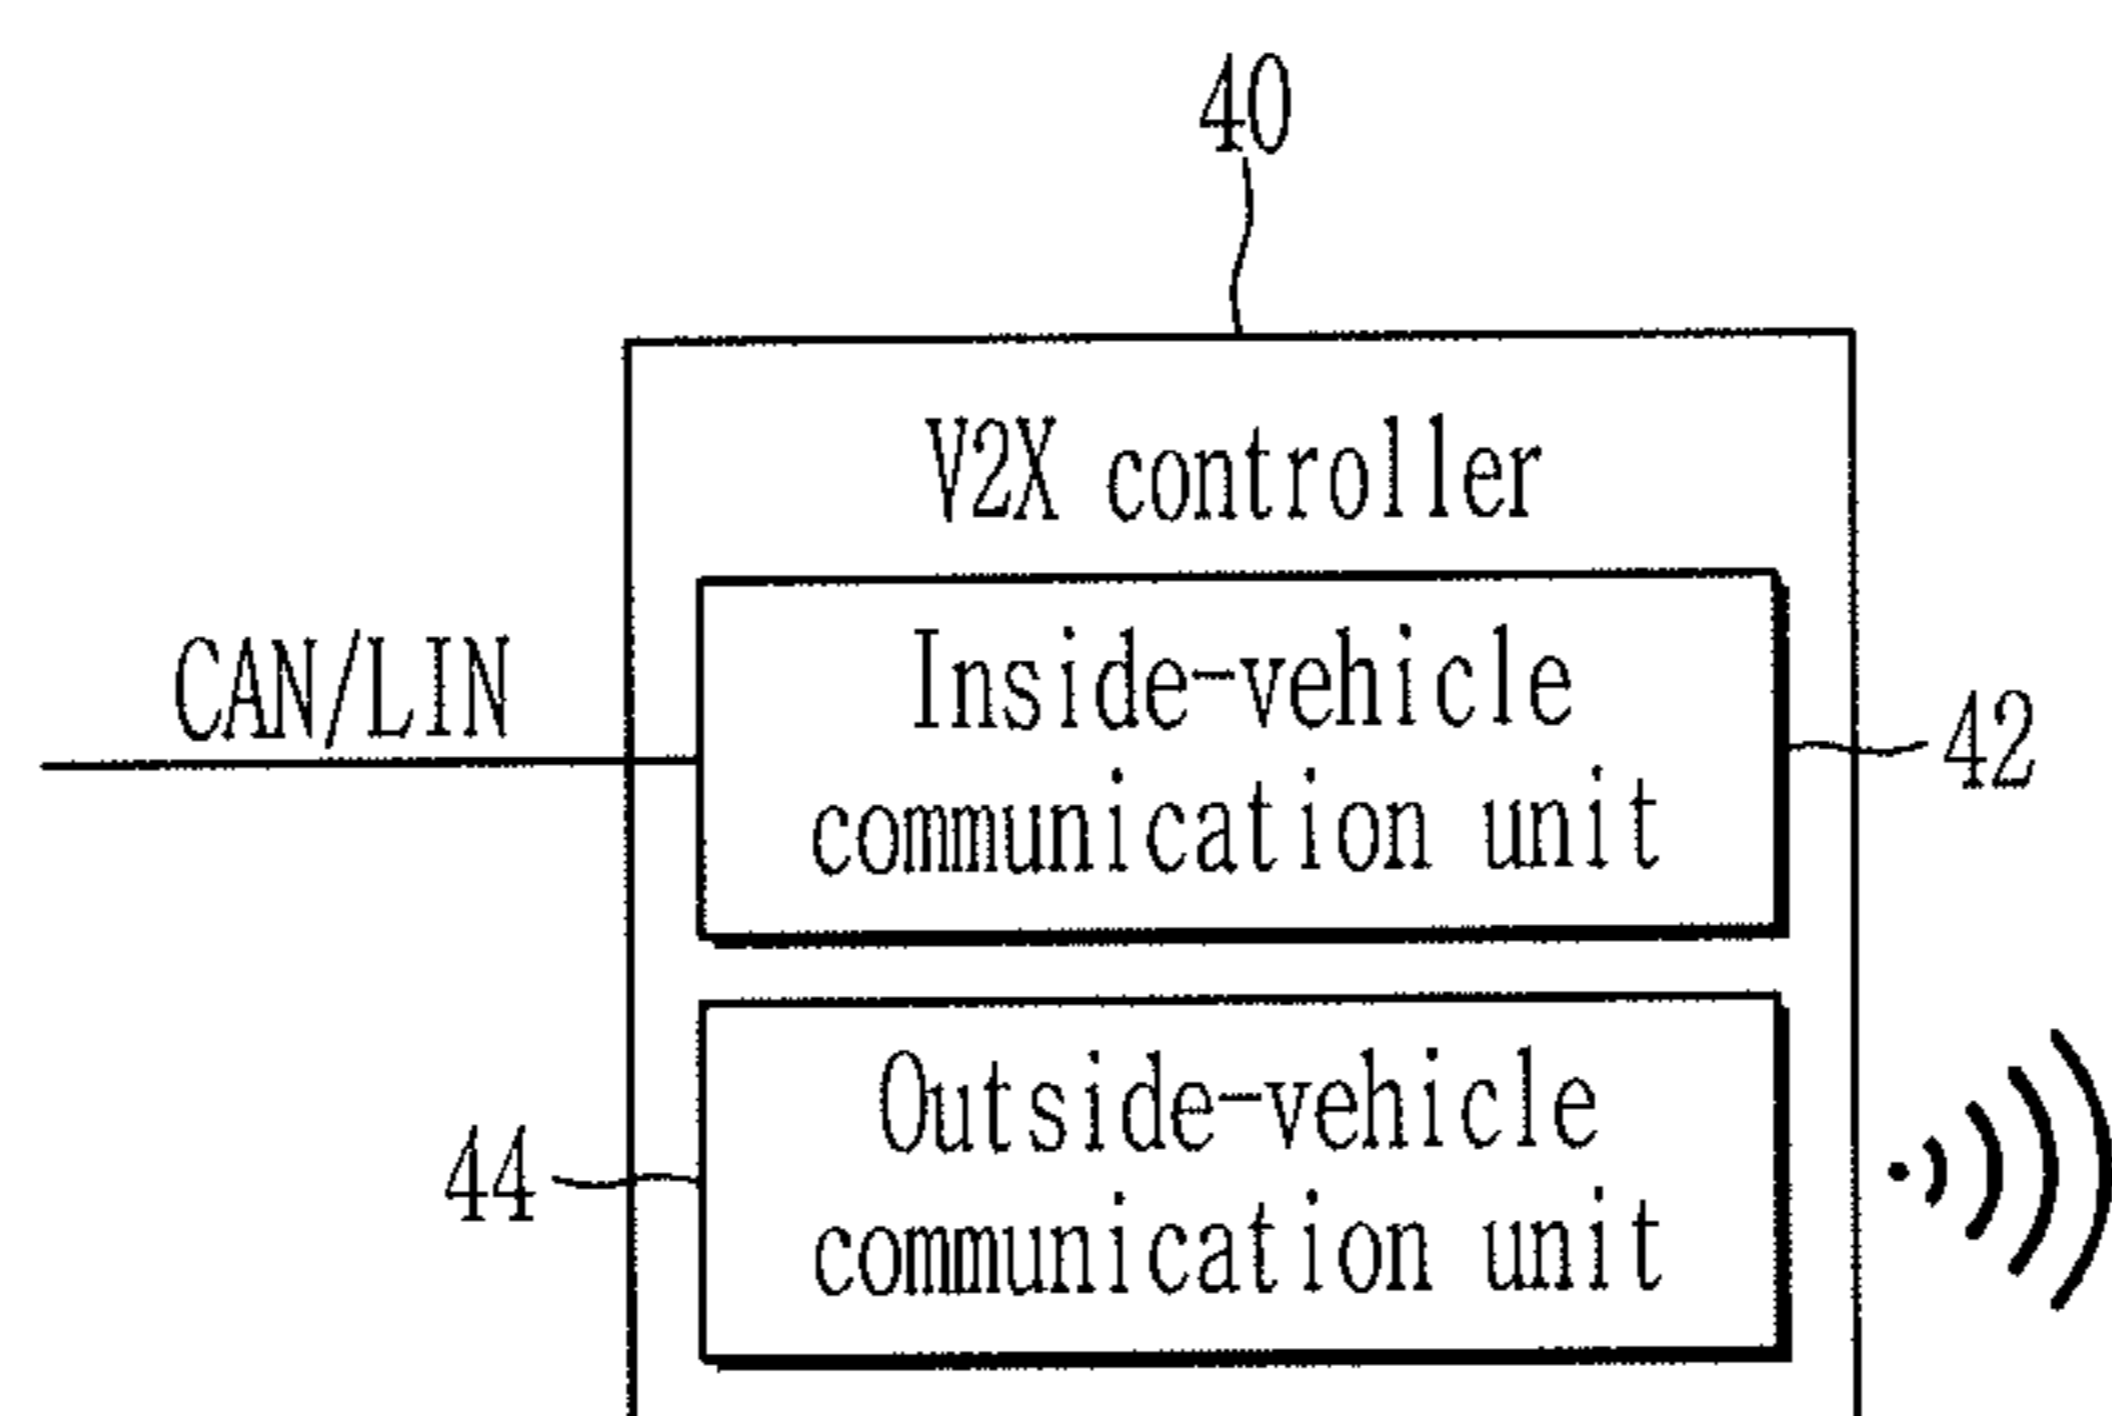 40
V2X controller
CAN/LIN
Inside-vehicle
communication unit
42
Outside-vehicle
communication unit
44